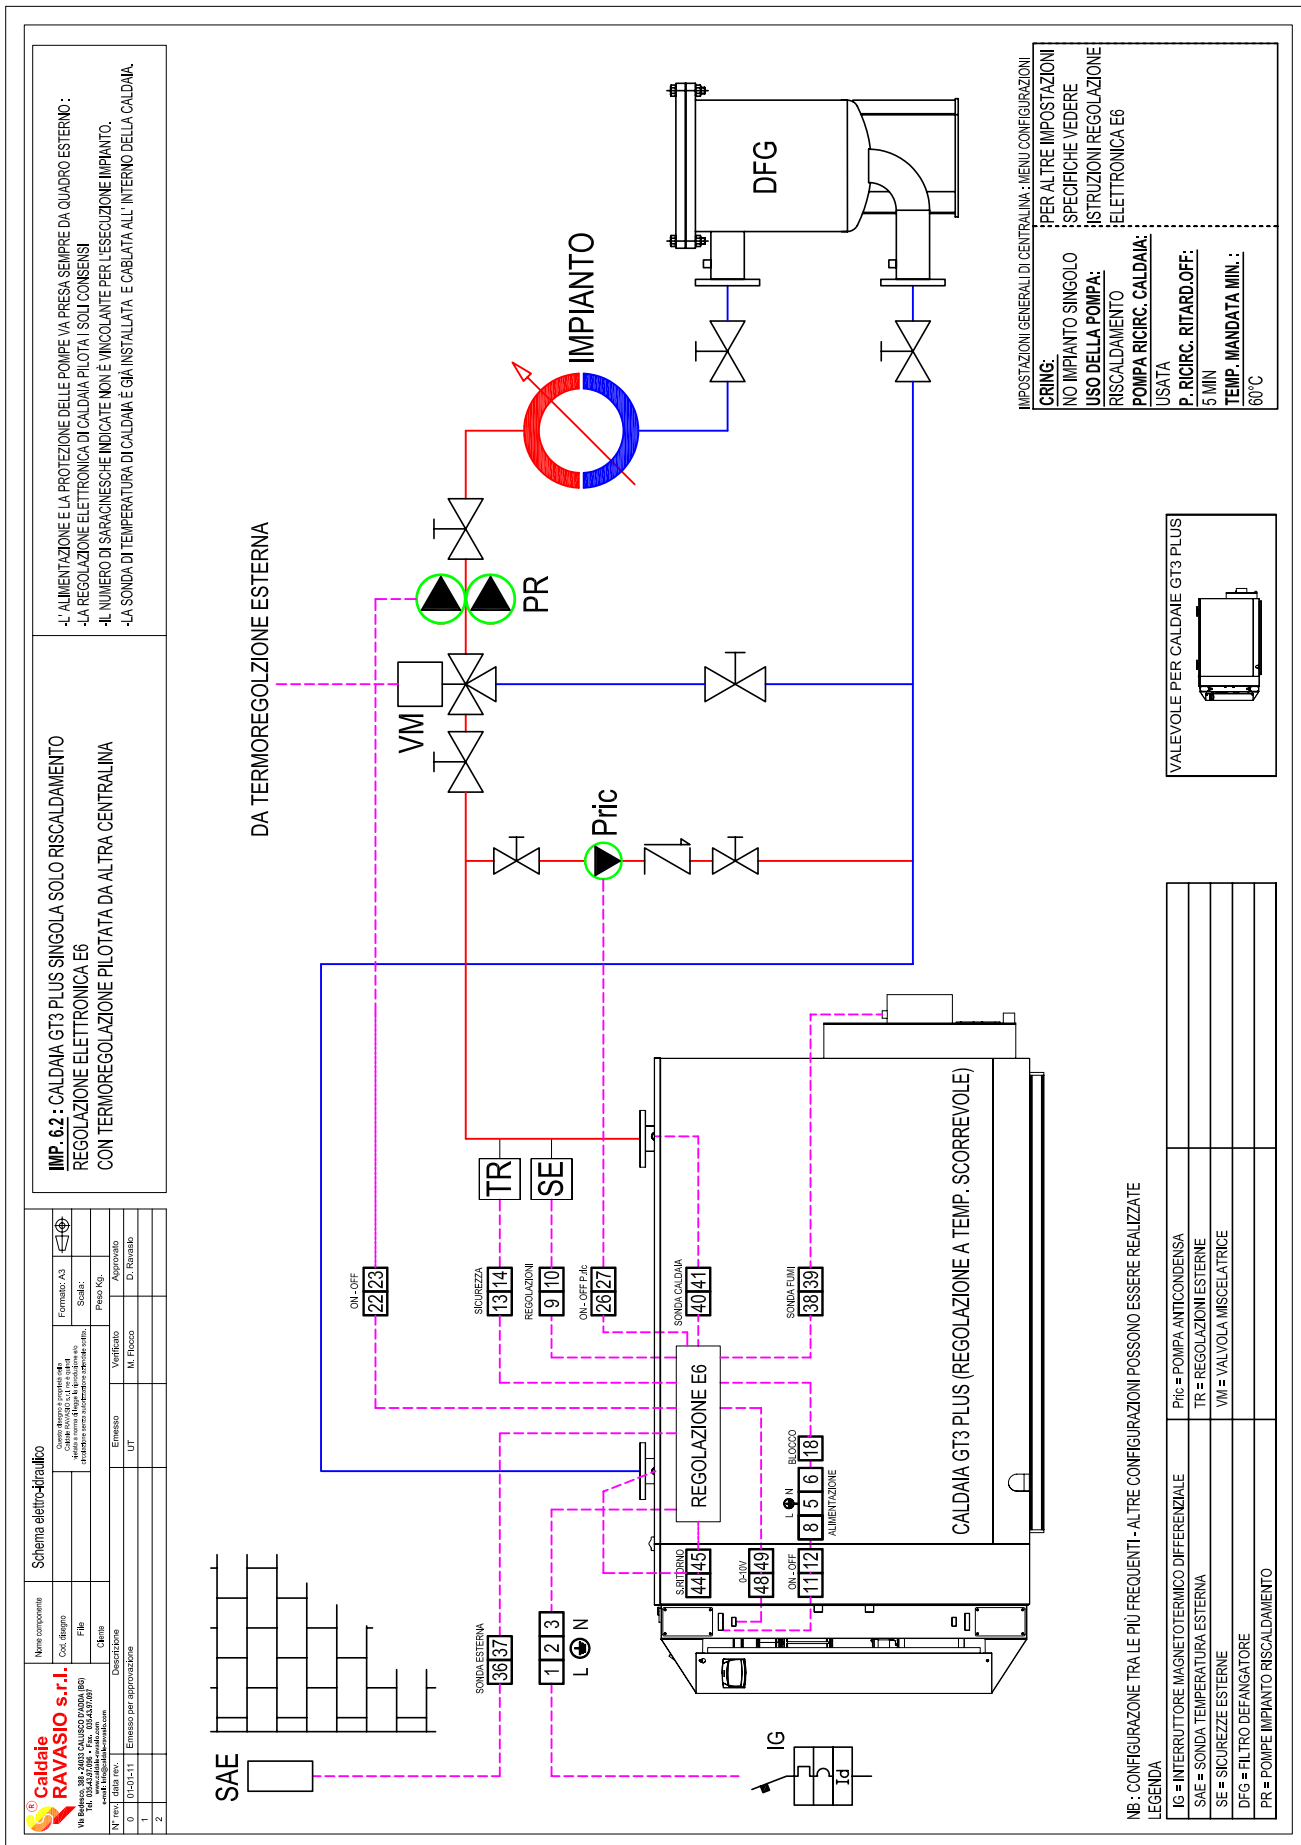 -L' ALIMENTAZIONE E LA PROTEZIONE DELLE POMPE VA PRESA SEMPRE DA QUADRO ESTERNO :
-LA REGOLAZIONE ELETTRONICA DI CALDAIA PILOTA I SOLI CONSENSI
-IL NUMERO DI SARACINESCHE INDICATE NON È VINCOLANTE PER L'ESECUZIONE IMPIANTO.
-LA SONDA DI TEMPERATURA DI CALDAIA È GIÀ INSTALLATA E CABLATA ALL' INTERNO DELLA CALDAIA.
IMP. 6.2 : CALDAIA GT3 PLUS SINGOLA SOLO RISCALDAMENTO
REGOLAZIONE ELETTRONICA E6
CON TERMOREGOLAZIONE PILOTATA DA ALTRA CENTRALINA
Caldaie
RAVASIO s.r.l.
Via Bedesco, 388 - 24033 CALUSCO D'ADDA (BG)
Nome componente
Schema elettro-idraulico
Cod. disegno
File
Cliente
Formato: A3
Scala:
Peso Kg.
N° rev.
data rev.
Descrizione
Emesso
Verificato
Approvato
0
01-01-11
Emesso per approvazione
UT
M. Fiocco
D. Ravasio
1
2
DA TERMOREGOLZIONE ESTERNA
VM
PR
IMPIANTO
DFG
Pric
TR
SE
ON - OFF
22 23
SICUREZZA
13 14
REGOLAZIONI
9 10
ON - OFF P.ric
26 27
SONDA CALDAIA
40 41
SONDA FUMI
38 39
REGOLAZIONE E6
CALDAIA GT3 PLUS (REGOLAZIONE A TEMP. SCORREVOLE)
BLOCCO
18
L N
8 5 6
ALIMENTAZIONE
S.RITORNO
44 45
0-10V
48 49
ON - OFF
11 12
SONDA ESTERNA
36 37
1 2 3
L N
SAE
IG
Id
IMPOSTAZIONI GENERALI DI CENTRALINA : MENU CONFIGURAZIONI
CRING:
NO IMPIANTO SINGOLO
USO DELLA POMPA:
RISCALDAMENTO
POMPA RICIRC. CALDAIA:
USATA
P. RICIRC. RITARD.OFF:
5 MIN
TEMP. MANDATA MIN. :
60°C
PER ALTRE IMPOSTAZIONI
SPECIFICHE VEDERE
ISTRUZIONI REGOLAZIONE
ELETTRONICA E6
VALEVOLE PER CALDAIE GT3 PLUS
NB : CONFIGURAZONE TRA LE PIÙ FREQUENTI - ALTRE CONFIGURAZIONI POSSONO ESSERE REALIZZATE
LEGENDA
IG = INTERRUTTORE MAGNETOTERMICO DIFFERENZIALE
SAE = SONDA TEMPERATURA ESTERNA
SE = SICUREZZE ESTERNE
DFG = FILTRO DEFANGATORE
PR = POMPE IMPIANTO RISCALDAMENTO
Pric = POMPA ANTICONDENSA
TR = REGOLAZIONI ESTERNE
VM = VALVOLA MISCELATRICE